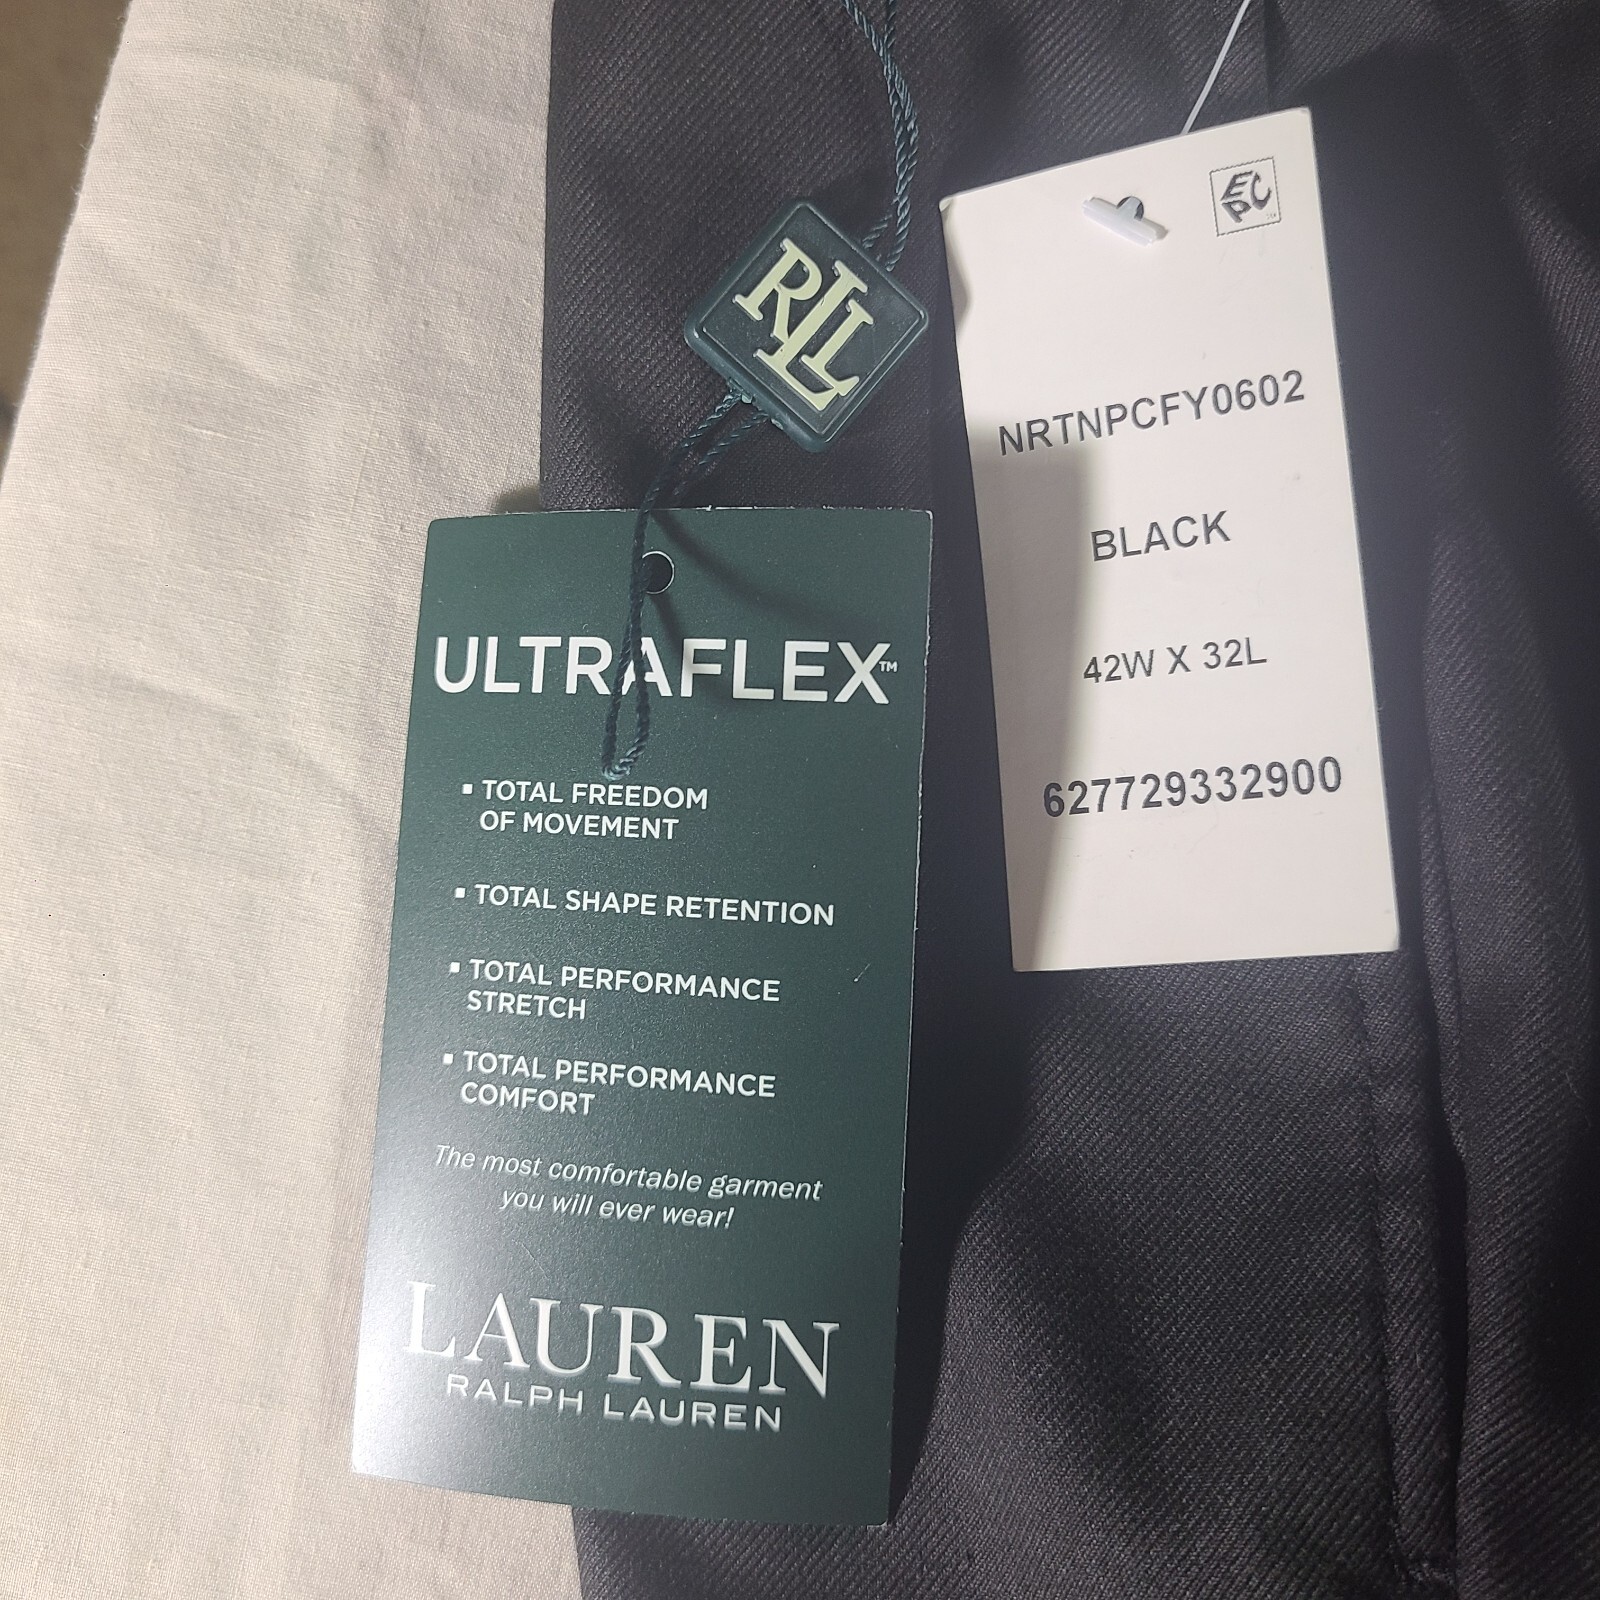 RLL
EPC
NRTNPCFY0602
BLACK
42W X 32L
627729332900
ULTRAFLEX™
▪ TOTAL FREEDOM
OF MOVEMENT
▪ TOTAL SHAPE RETENTION
▪ TOTAL PERFORMANCE
STRETCH
▪ TOTAL PERFORMANCE
COMFORT
The most comfortable garment
you will ever wear!
LAUREN
RALPH LAUREN